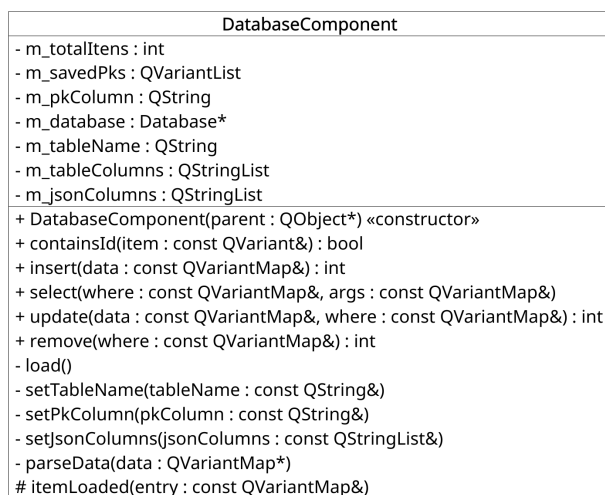 DatabaseComponent
- m_totalItens : int
- m_savedPks : QVariantList
- m_pkColumn : QString
- m_database : Database*
- m_tableName : QString
- m_tableColumns : QStringList
- m_jsonColumns : QStringList
+ DatabaseComponent(parent : QObject*) «constructor»
+ containsId(item : const QVariant&) : bool
+ insert(data : const QVariantMap&) : int
+ select(where : const QVariantMap&, args : const QVariantMap&)
+ update(data : const QVariantMap&, where : const QVariantMap&) : int
+ remove(where : const QVariantMap&) : int
- load()
- setTableName(tableName : const QString&)
- setPkColumn(pkColumn : const QString&)
- setJsonColumns(jsonColumns : const QStringList&)
- parseData(data : QVariantMap*)
# itemLoaded(entry : const QVariantMap&)